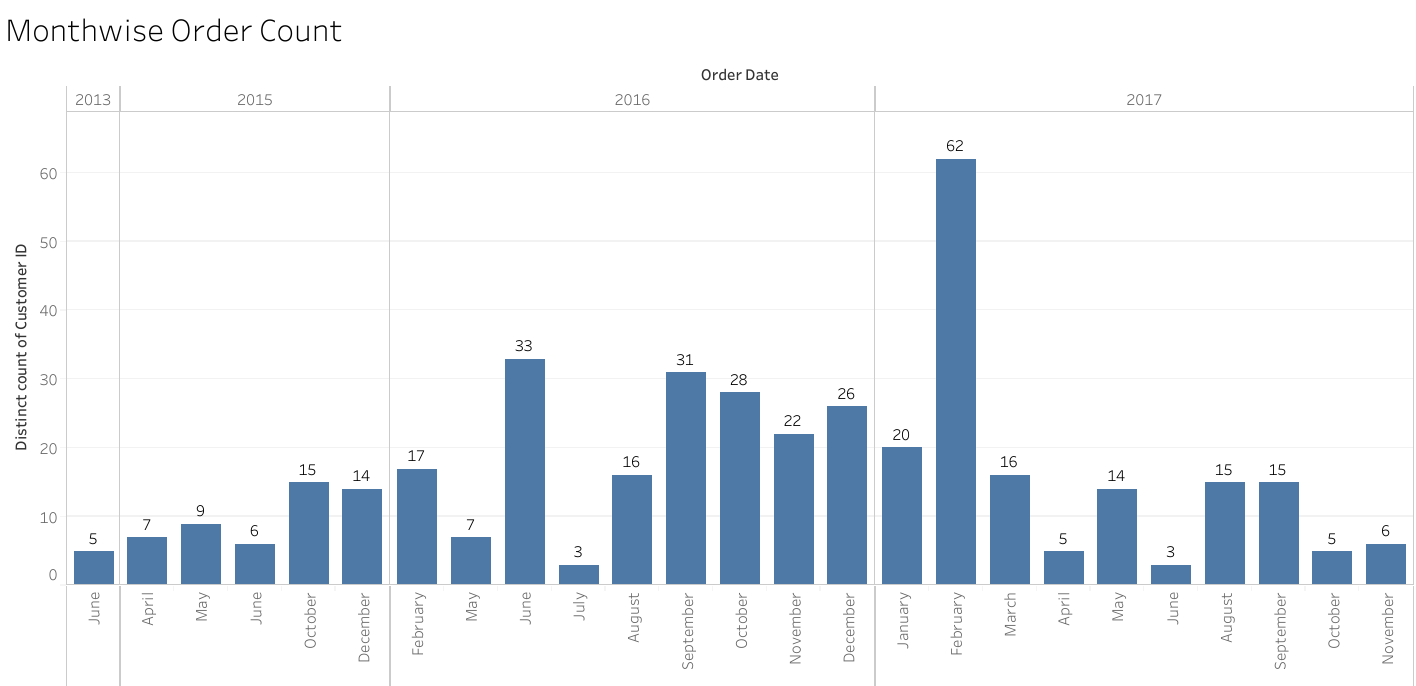 Monthwise Order Count
Order Date
2013 2015 2016 2017
Distinct count of Customer ID
60
50
40
30
20
10
0
5 7 9 6 15 14 17 7 33 3 16 31 28 22 26 20 62 16 5 14 3 15 15 5 6
June April May June October December February May June July August September October November December January February March April May June August September October November